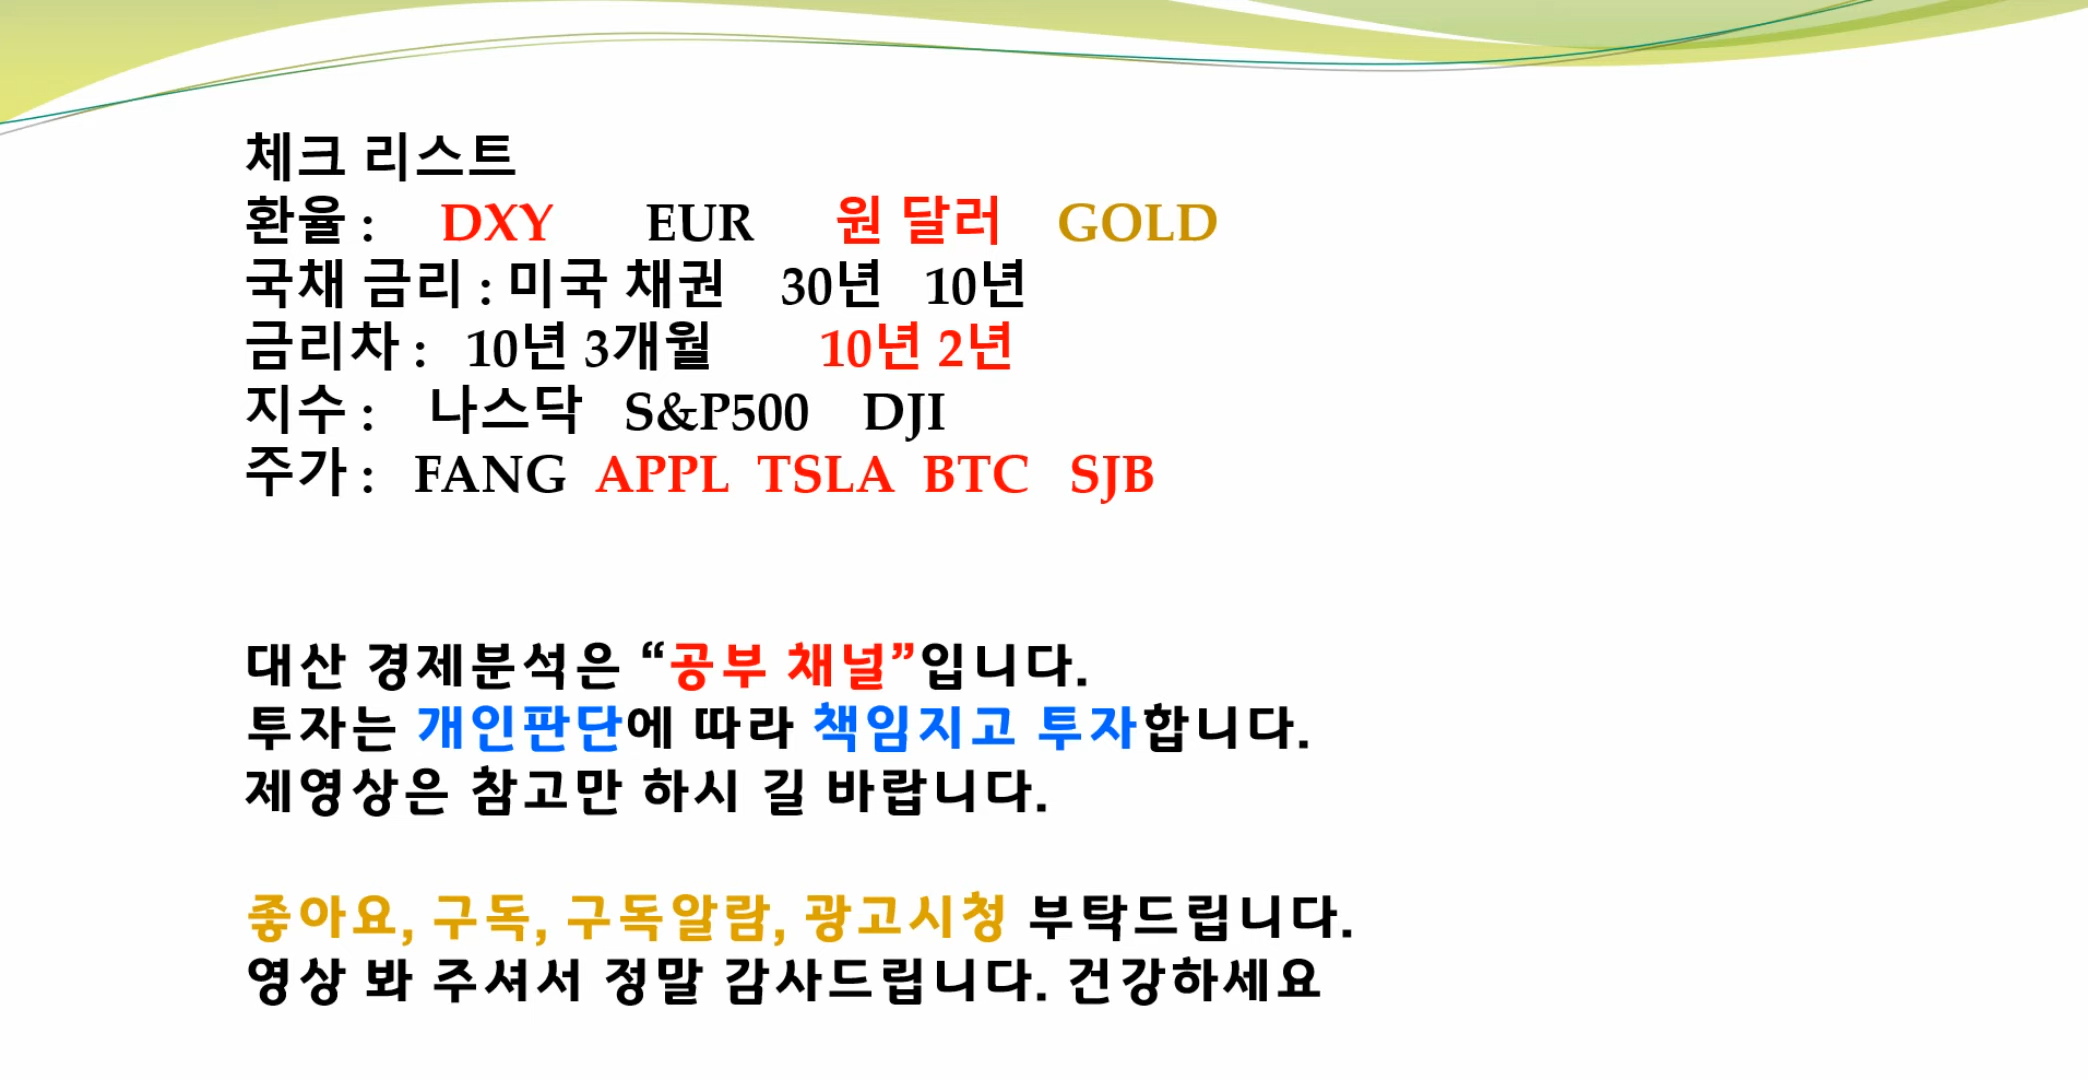 체크 리스트
환율 : DXY EUR 원 달러 GOLD
국채 금리 : 미국 채권 30년 10년
금리차 : 10년 3개월 10년 2년
지수 : 나스닥 S&P500 DJI
주가 : FANG APPL TSLA BTC SJB
대산 경제분석은 “공부 채널”입니다.
투자는 개인판단에 따라 책임지고 투자합니다.
제영상은 참고만 하시 길 바랍니다.
좋아요, 구독, 구독알람, 광고시청 부탁드립니다.
영상 봐 주셔서 정말 감사드립니다. 건강하세요